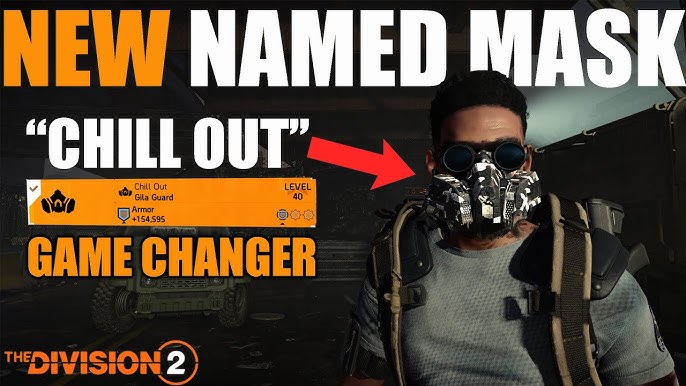 NEW NAMED MASK
“CHILL OUT”
Chill Out
Gila Guard
LEVEL
40
Armor
+154,595
GAME CHANGER
THE DIVISION 2